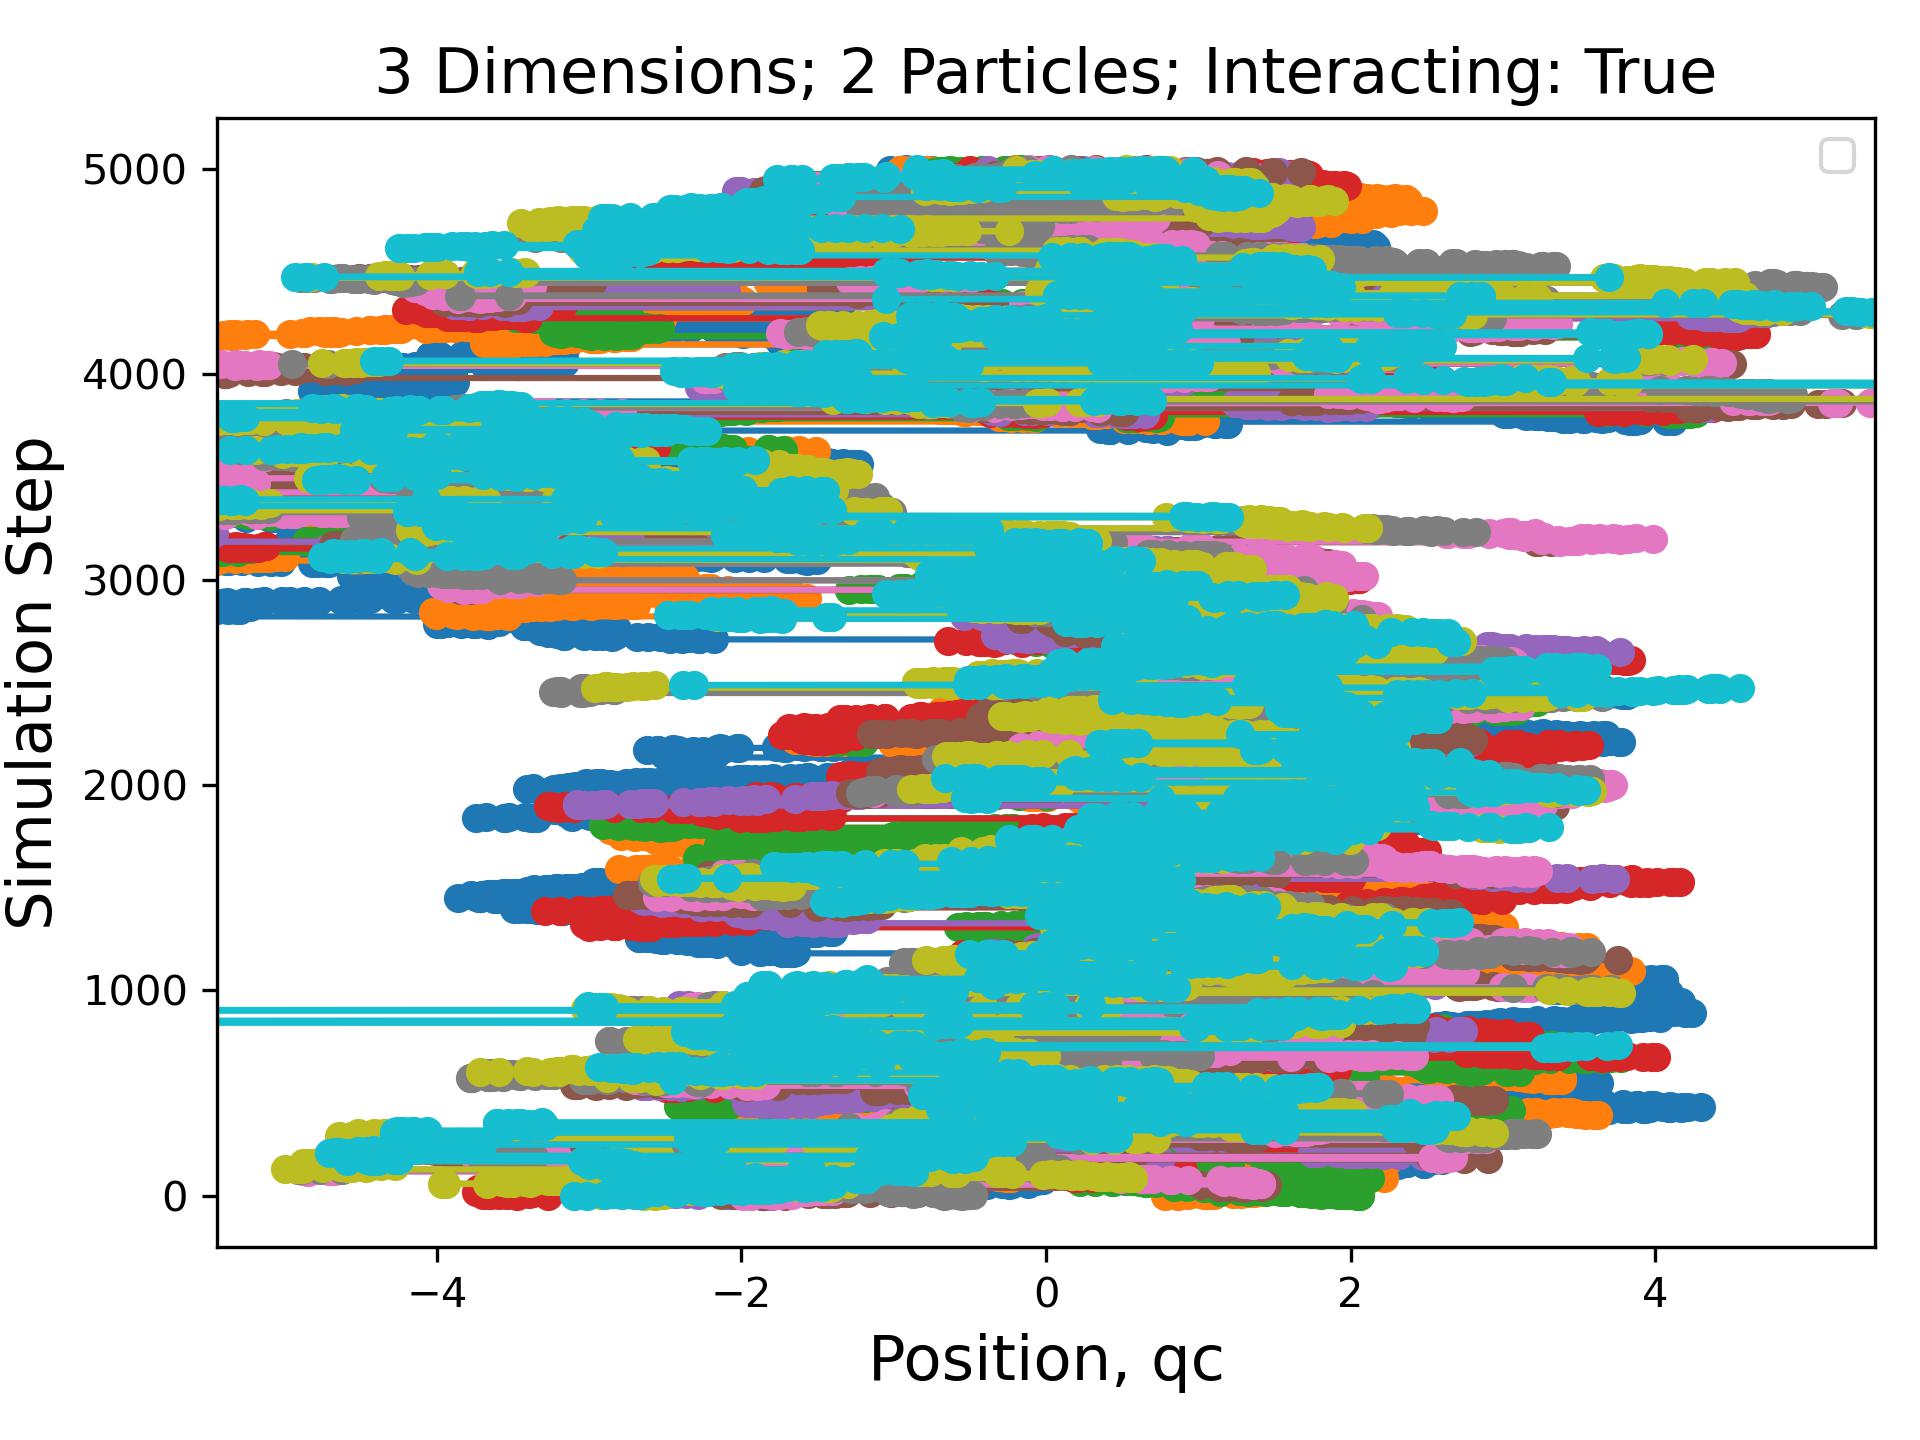 3 Dimensions; 2 Particles; Interacting: True
Simulation Step
5000
4000
3000
2000
1000
0
−4 −2 0 2 4
Position, qc